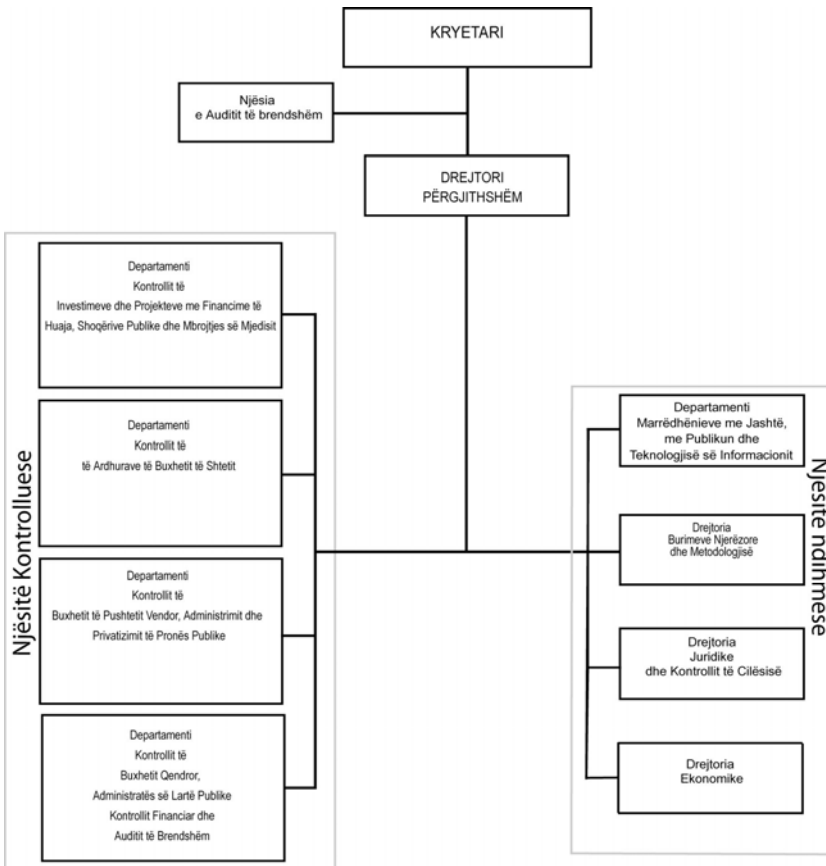 KRYETARI
Njësia
e Auditit të brendshëm
DREJTORI
PËRGJITHSHËM
Njësitë Kontrolluese
Departamenti
Kontrollit të
Investimeve dhe Projekteve me Financime të
Huaja, Shoqërive Publike dhe Mbrojtjes së Mjedisit
Departamenti
Kontrollit të
të Ardhurave të Buxhetit të Shtetit
Departamenti
Kontrollit të
Buxhetit të Pushtetit Vendor, Administrimit dhe
Privatizimit të Pronës Publike
Departamenti
Kontrollit të
Buxhetit Qendror,
Administratës së Lartë Publike
Kontrollit Financiar dhe
Auditit të Brendshëm
Njesite ndihmese
Departamenti
Marrëdhënieve me Jashtë,
me Publikun dhe
Teknologjisë së Informacionit
Drejtoria
Burimeve Njerëzore
dhe Metodologjisë
Drejtoria
Juridike
dhe Kontrollit të Cilësisë
Drejtoria
Ekonomike